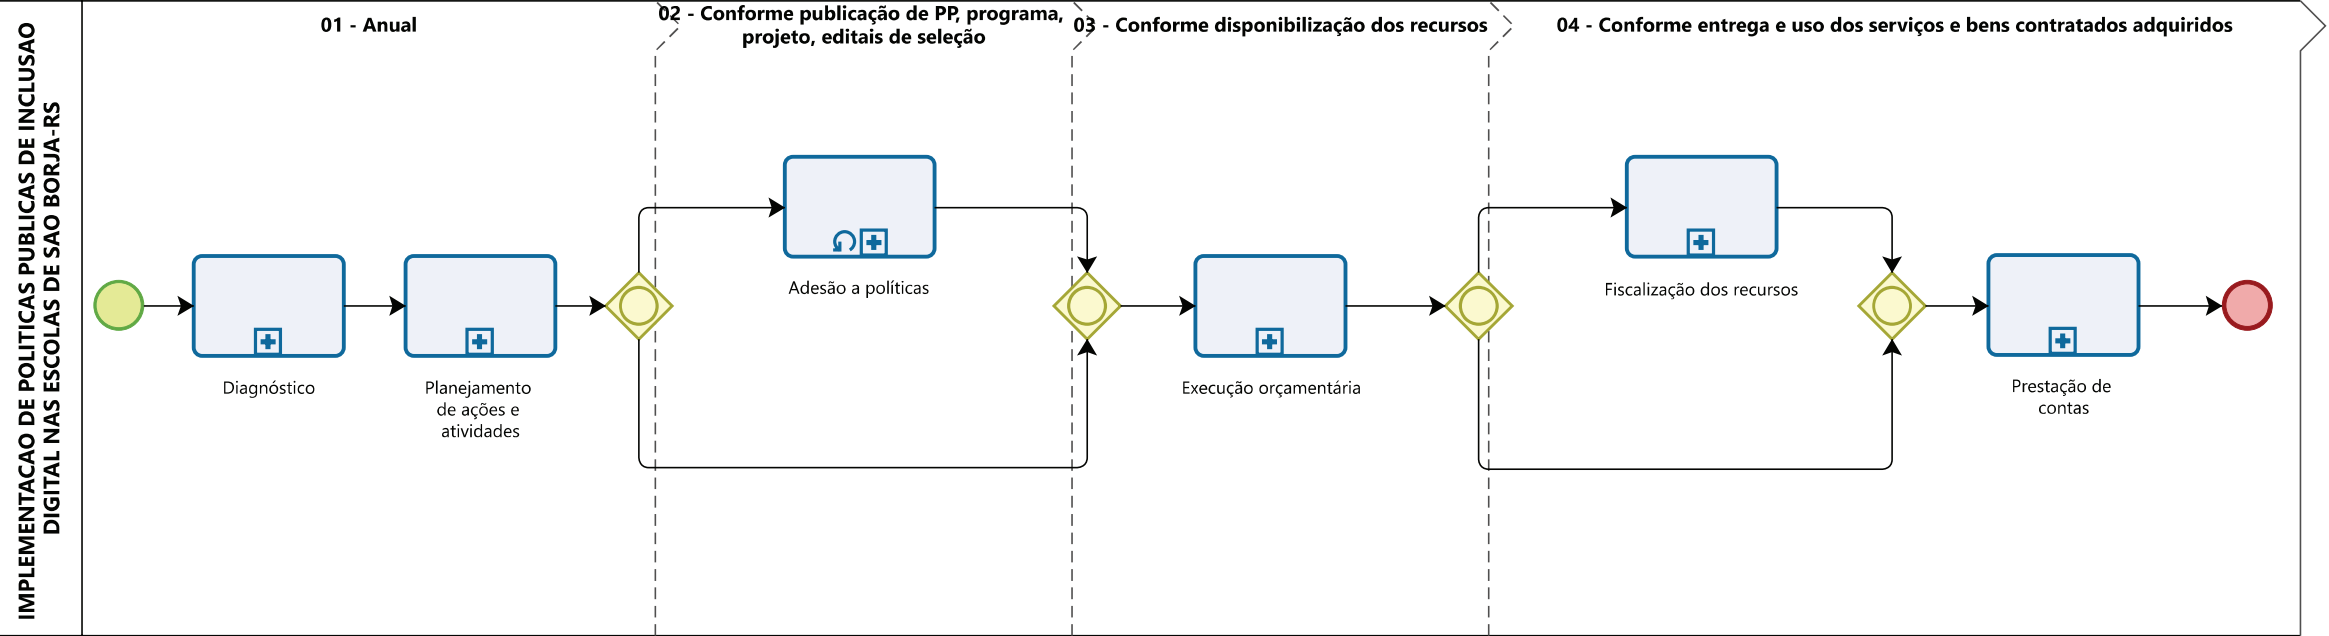 IMPLEMENTACAO DE POLITICAS PUBLICAS DE INCLUSAO
DIGITAL NAS ESCOLAS DE SAO BORJA-RS
01 - Anual
02 - Conforme publicação de PP, programa,
projeto, editais de seleção
03 - Conforme disponibilização dos recursos
04 - Conforme entrega e uso dos serviços e bens contratados adquiridos
Diagnóstico
Planejamento
de ações e
atividades
Adesão a políticas
Execução orçamentária
Fiscalização dos recursos
Prestação de
contas